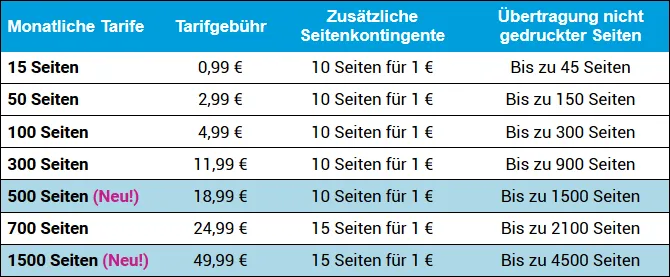 Monatliche Tarife Tarifgebühr Zusätzliche Seitenkontingente Übertragung nicht gedruckter Seiten
15 Seiten 0,99 € 10 Seiten für 1 € Bis zu 45 Seiten
50 Seiten 2,99 € 10 Seiten für 1 € Bis zu 150 Seiten
100 Seiten 4,99 € 10 Seiten für 1 € Bis zu 300 Seiten
300 Seiten 11,99 € 10 Seiten für 1 € Bis zu 900 Seiten
500 Seiten (Neu!) 18,99 € 10 Seiten für 1 € Bis zu 1500 Seiten
700 Seiten 24,99 € 15 Seiten für 1 € Bis zu 2100 Seiten
1500 Seiten (Neu!) 49,99 € 15 Seiten für 1 € Bis zu 4500 Seiten